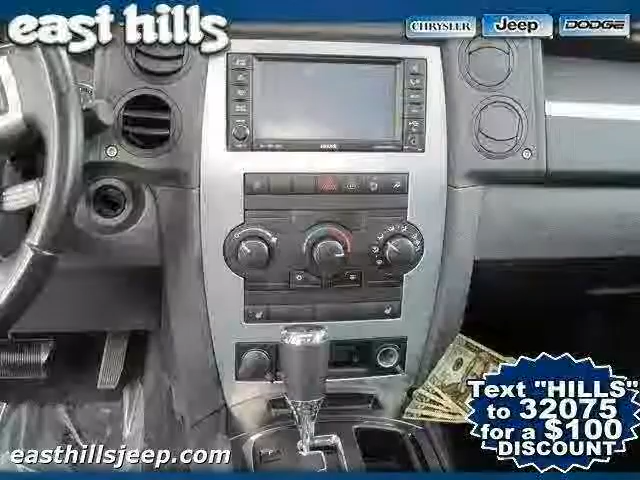 east hills
CHRYSLER
Jeep
DODGE
Text "HILLS"
to 32075
for a $100
DISCOUNT
easthillsjeep.com